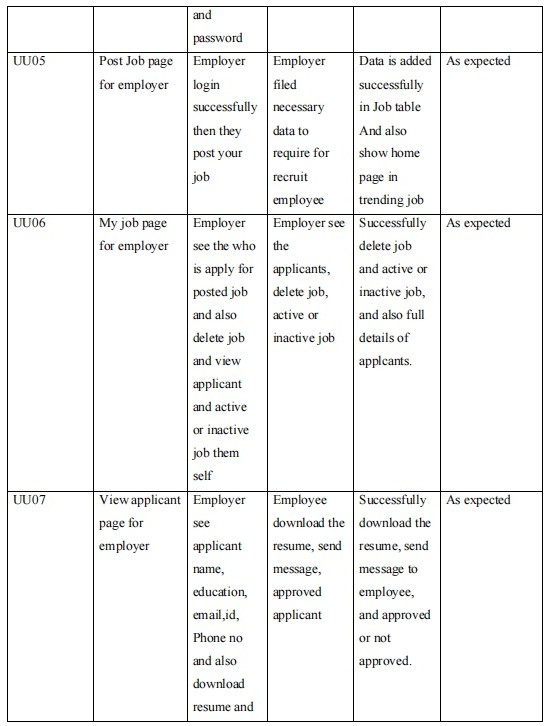 and
password
UU05
Post Job page
for employer
Employer
login
successfully
then they
post your
job
Employer
filed
necessary
data to
require for
recruit
employee
Data is added
successfully
in Job table
And also
show home
page in
trending job
As expected
UU06
My job page
for employer
Employer
see the who
is apply for
posted job
and also
delete job
and view
applicant
and active
or inactive
job them
self
Employer see
the
applicants,
delete job,
active or
inactive job
Successfully
delete job
and active or
inactive job,
and also full
details of
applcants.
As expected
UU07
View applicant
page for
employer
Employer
see
applicant
name,
education,
email,id,
Phone no
and also
download
resume and
Employee
download the
resume, send
message,
approved
applicant
Successfully
download the
resume, send
message to
employee,
and approved
or not
approved.
As expected